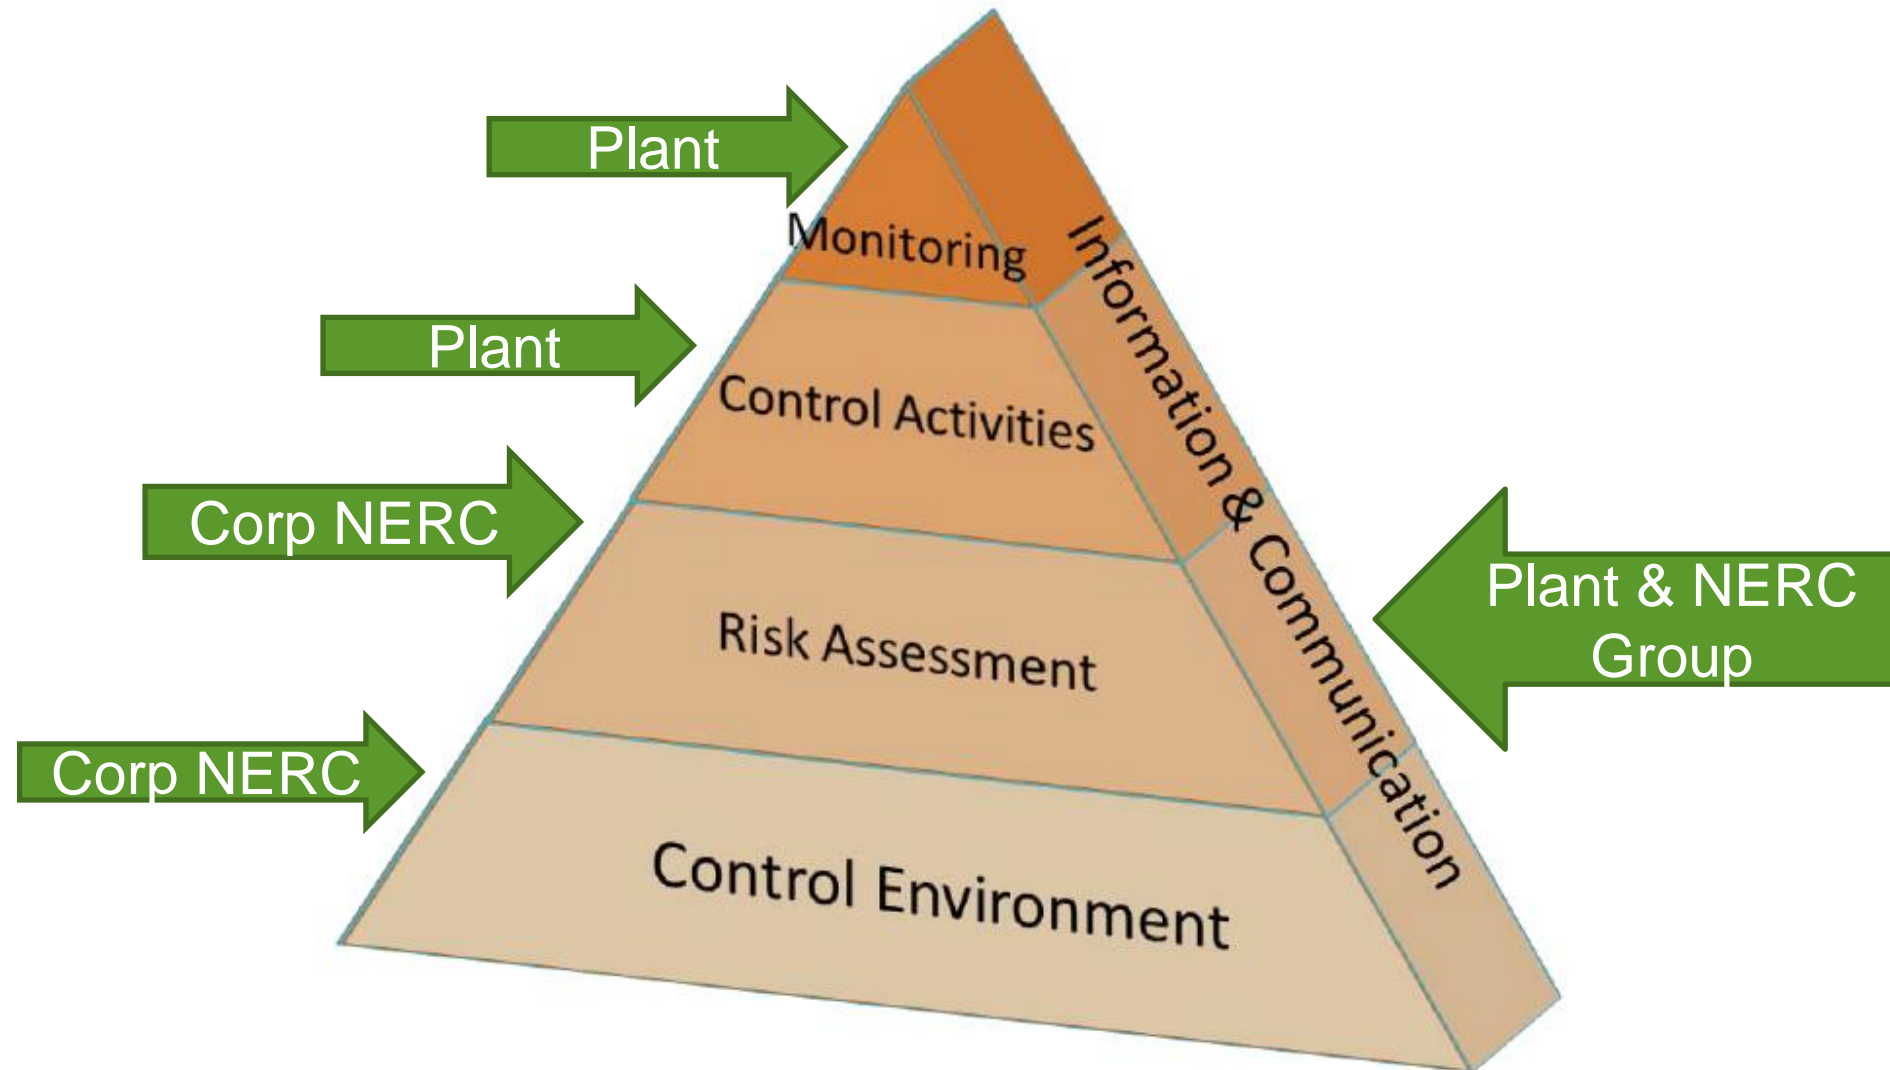 Plant
Monitoring
Plant
Control Activities
Corp NERC
Risk Assessment
Corp NERC
Control Environment
Information & Communication
Plant & NERC
Group